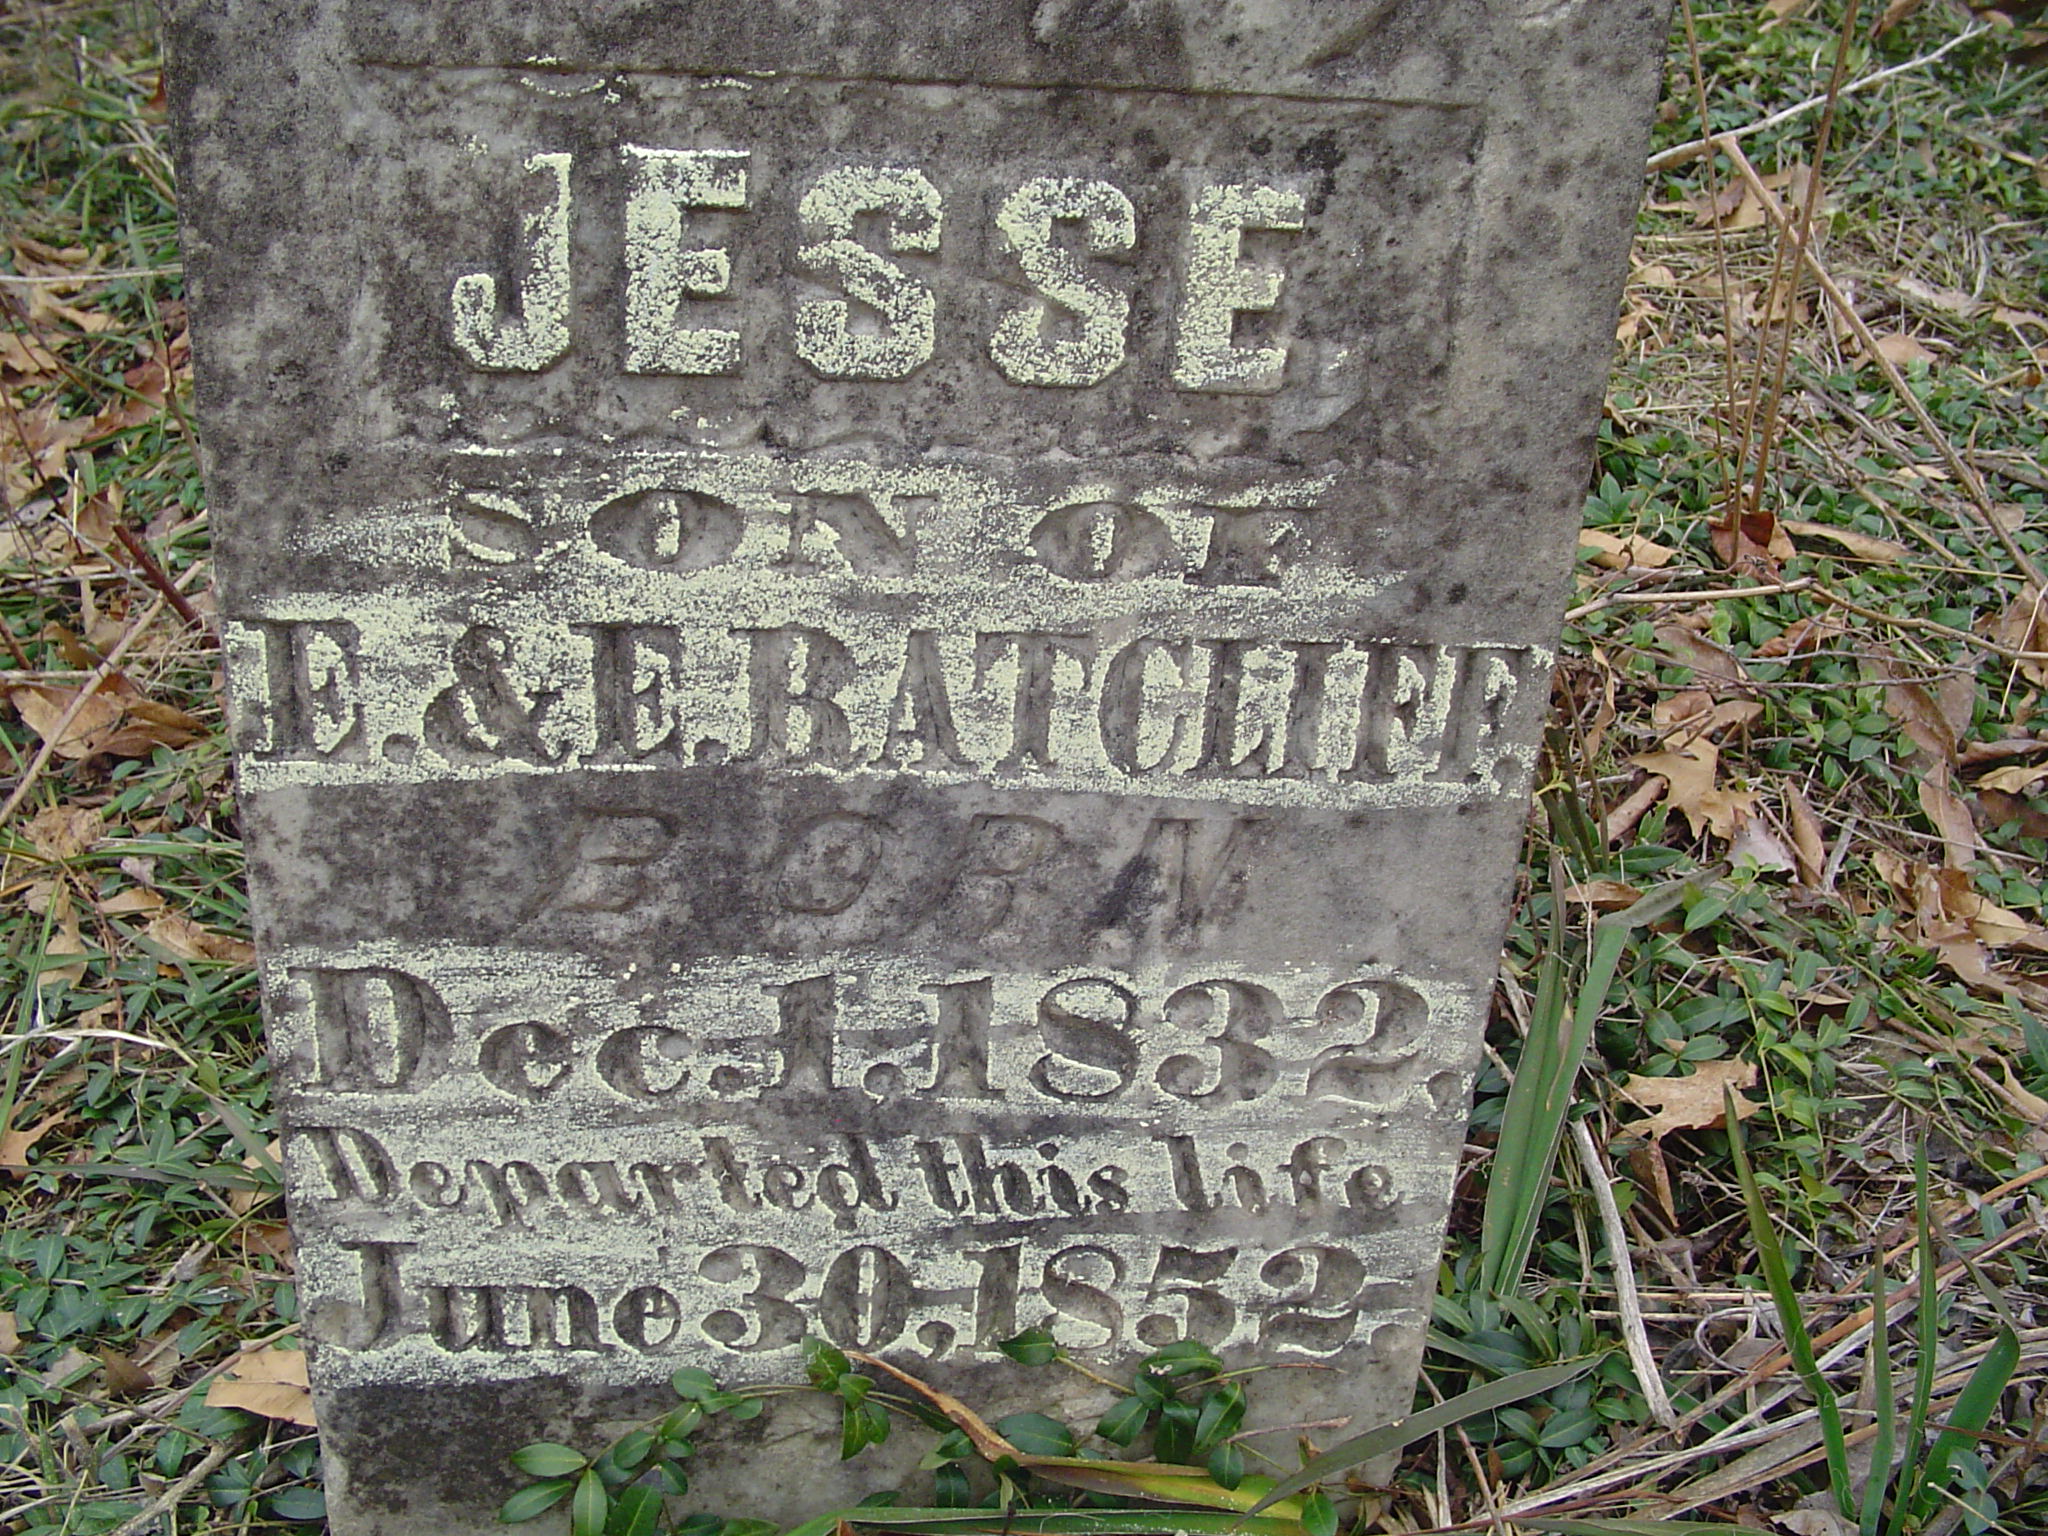 JESSE
SON OF
E. & E. RATCLIFF.
BORN
Dec. 1, 1832.
Departed this life
June 30, 1852.